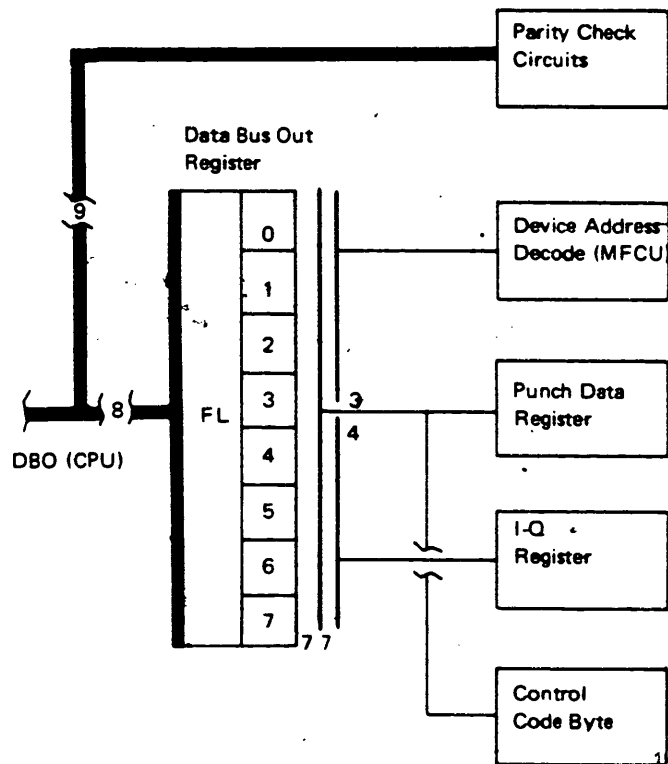 Parity Check
Circuits
Data Bus Out
Register
9
0
1
2
3
4
5
6
7
FL
8
DBO (CPU)
3
4
7 7
Device Address
Decode (MFCU)
Punch Data
Register
I-Q
Register
Control
Code Byte